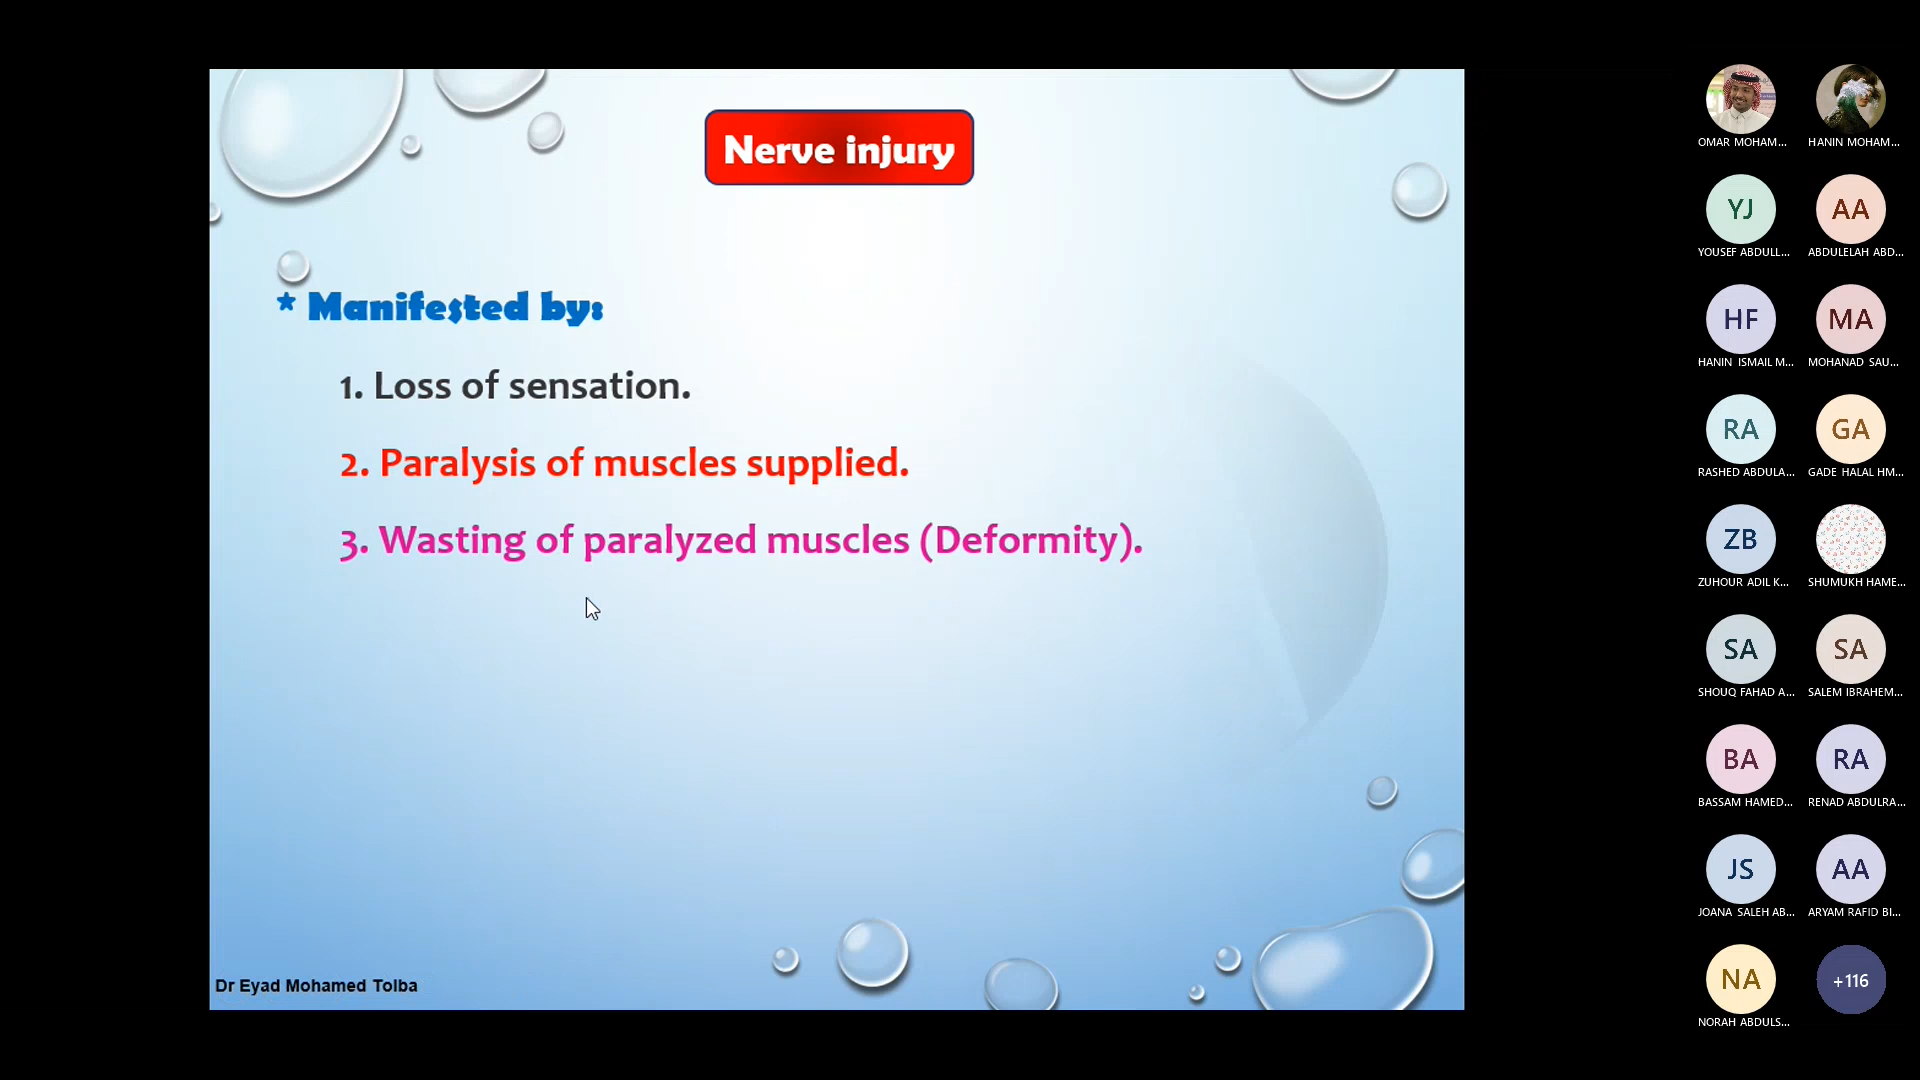 Nerve injury
* Manifested by:
1. Loss of sensation.
2. Paralysis of muscles supplied.
3. Wasting of paralyzed muscles (Deformity).
Dr Eyad Mohamed Tolba
OMAR MOHAM...
HANIN MOHAM...
YJ
AA
YOUSEF ABDULL...
ABDULELAH ABD...
HF
MA
HANIN ISMAIL M...
MOHANAD SAU...
RA
GA
RASHED ABDULA...
GADE HALAL HM...
ZB
ZUHOUR ADIL K...
SHUMUKH HAME...
SA
SA
SHOUQ FAHAD A...
SALEM IBRAHEM...
BA
RA
BASSAM HAMED...
RENAD ABDULRA...
JS
AA
JOANA SALEH AB...
ARYAM RAFID BI...
NA
+116
NORAH ABDULS...